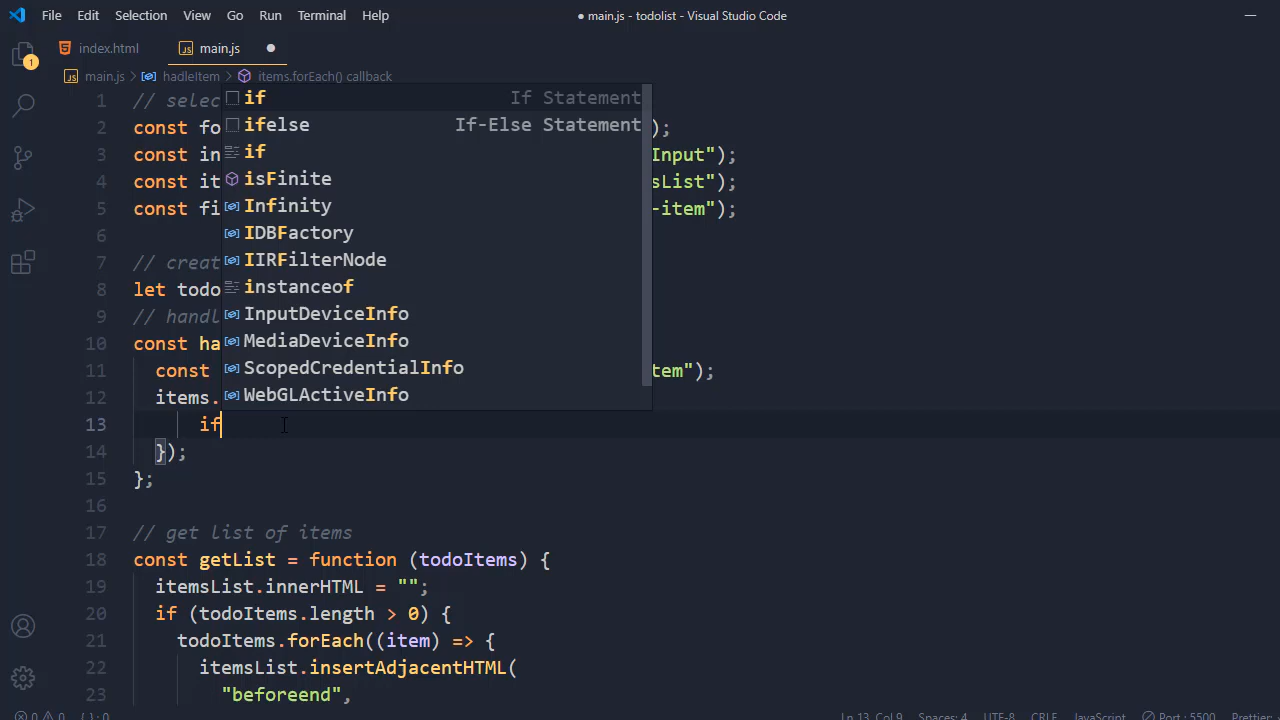 File Edit Selection View Go Run Terminal Help ● main.js - todolist - Visual Studio Code
index.html JS main.js
JS main.js > hadleItem > items.forEach() callback
1 // selec
2 const fo );
3 const in Input");
4 const it sList");
5 const fi -item");
6
7 // creat
8 let todo
9 // handl
10 const ha
11 const tem");
12 items.
13 if
14 });
15 };
16
17 // get list of items
18 const getList = function (todoItems) {
19 itemsList.innerHTML = "";
20 if (todoItems.length > 0) {
21 todoItems.forEach((item) => {
22 itemsList.insertAdjacentHTML(
23 "beforeend",
if If Statement
ifelse If-Else Statement
if
isFinite
Infinity
IDBFactory
IIRFilterNode
instanceof
InputDeviceInfo
MediaDeviceInfo
ScopedCredentialInfo
WebGLActiveInfo
1
0 0 Ln 13, Col 9 Spaces: 4 UTF-8 CRLF JavaScript Port : 5500 Prettier